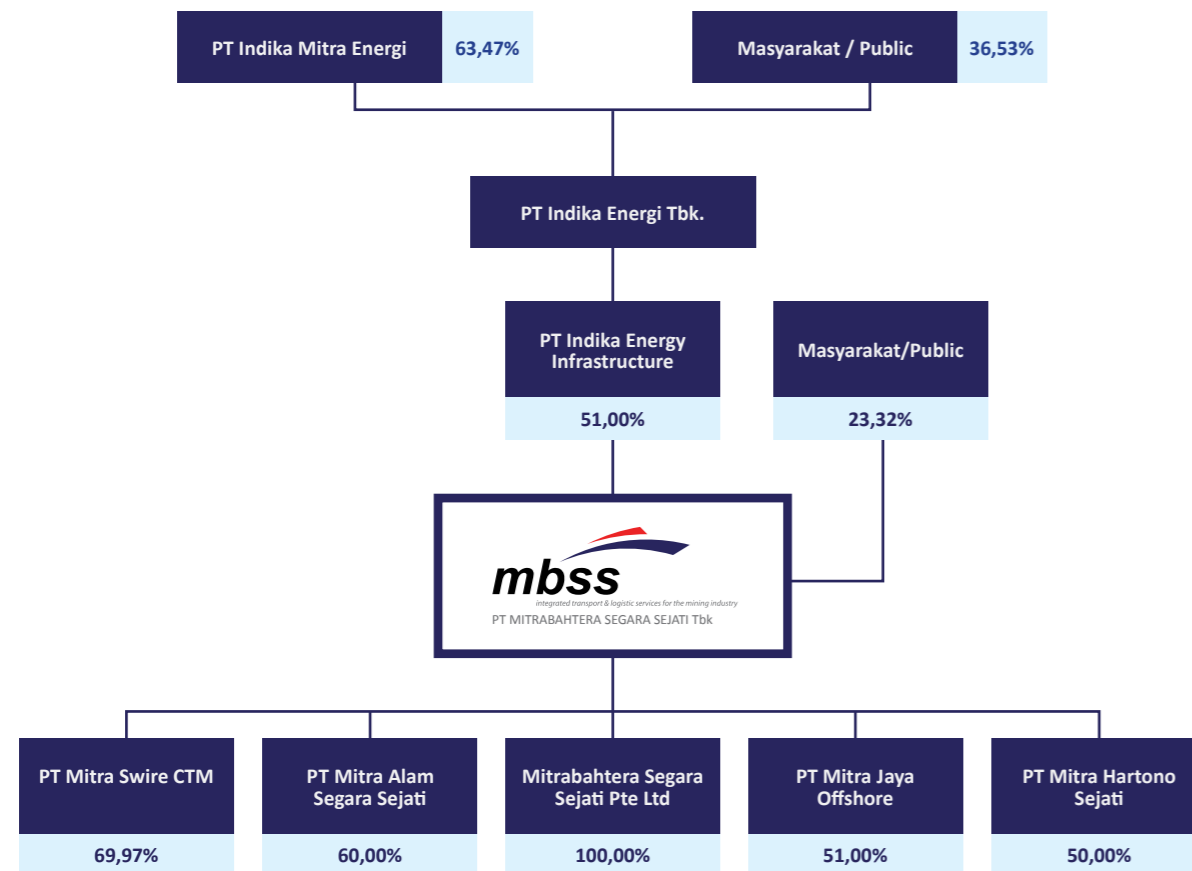 PT Indika Mitra Energi
63,47%
Masyarakat / Public
36,53%
PT Indika Energi Tbk.
PT Indika Energy
Infrastructure
51,00%
Masyarakat/Public
23,32%
mbss
integrated transport & logistic services for the mining industry
PT MITRABAHTERA SEGARA SEJATI Tbk
PT Mitra Swire CTM
69,97%
PT Mitra Alam
Segara Sejati
60,00%
Mitrabahtera Segara
Sejati Pte Ltd
100,00%
PT Mitra Jaya
Offshore
51,00%
PT Mitra Hartono
Sejati
50,00%